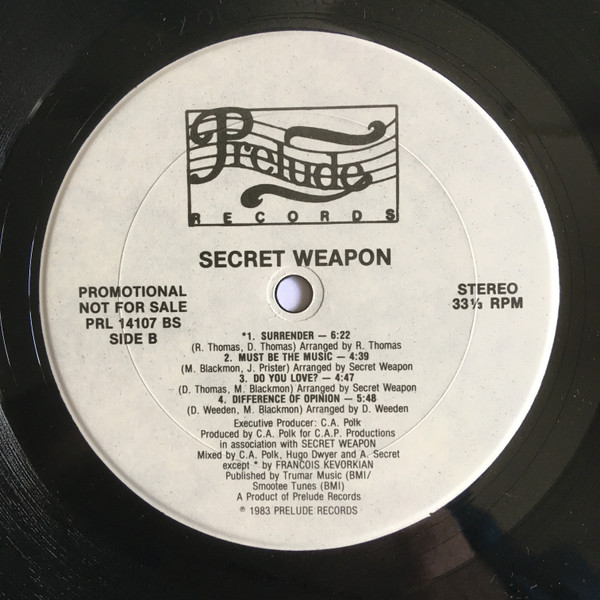 Prelude
RECORDS
SECRET WEAPON
PROMOTIONAL
NOT FOR SALE
PRL 14107 BS
SIDE B
STEREO
33⅓ RPM
*1. SURRENDER — 6:22
(R. Thomas, D. Thomas) Arranged by R. Thomas
2. MUST BE THE MUSIC — 4:39
(M. Blackmon, J. Prister) Arranged by Secret Weapon
3. DO YOU LOVE? — 4:47
(D. Thomas, M. Blackmon) Arranged by Secret Weapon
4. DIFFERENCE OF OPINION — 5:48
(D. Weeden, M. Blackmon) Arranged by D. Weeden
Executive Producer: C.A. Polk
Produced by C.A. Polk for C.A.P. Productions
in association with SECRET WEAPON
Mixed by C.A. Polk, Hugo Dwyer and A. Secret
except * by FRANCOIS KEVORKIAN
Published by Trumar Music (BMI/
Smootee Tunes (BMI)
A Product of Prelude Records
℗ 1983 PRELUDE RECORDS